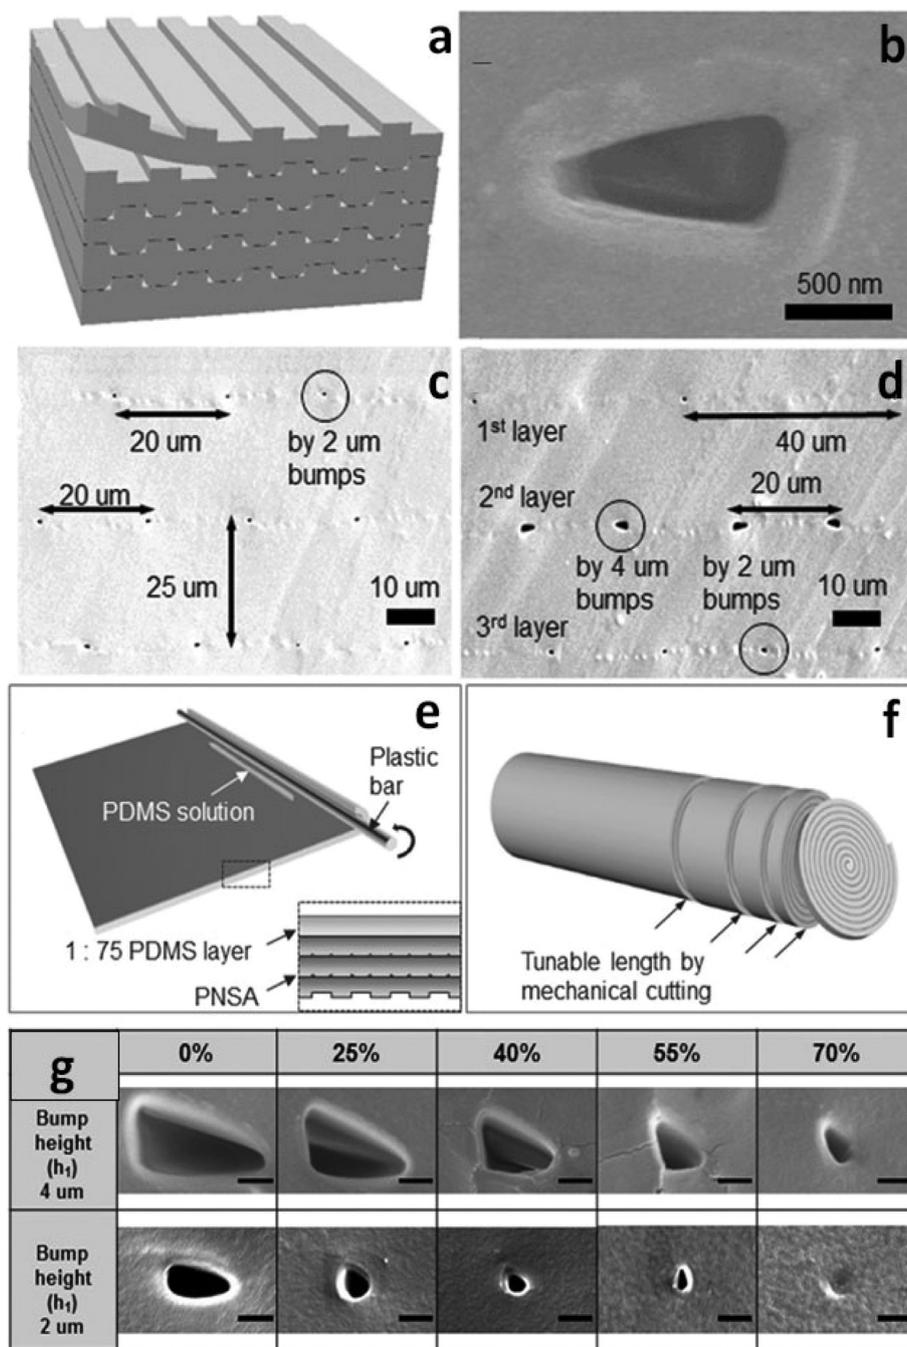 a
b
500 nm
c
20 um
by 2 um
bumps
20 um
25 um
10 um
d
1st layer
40 um
2nd layer
20 um
by 4 um
bumps
by 2 um
bumps
10 um
3rd layer
e
Plastic
bar
PDMS solution
1 : 75 PDMS layer
PNSA
f
Tunable length by
mechanical cutting
g
0%
25%
40%
55%
70%
Bump
height
(h₁)
4 um
Bump
height
(h₁)
2 um